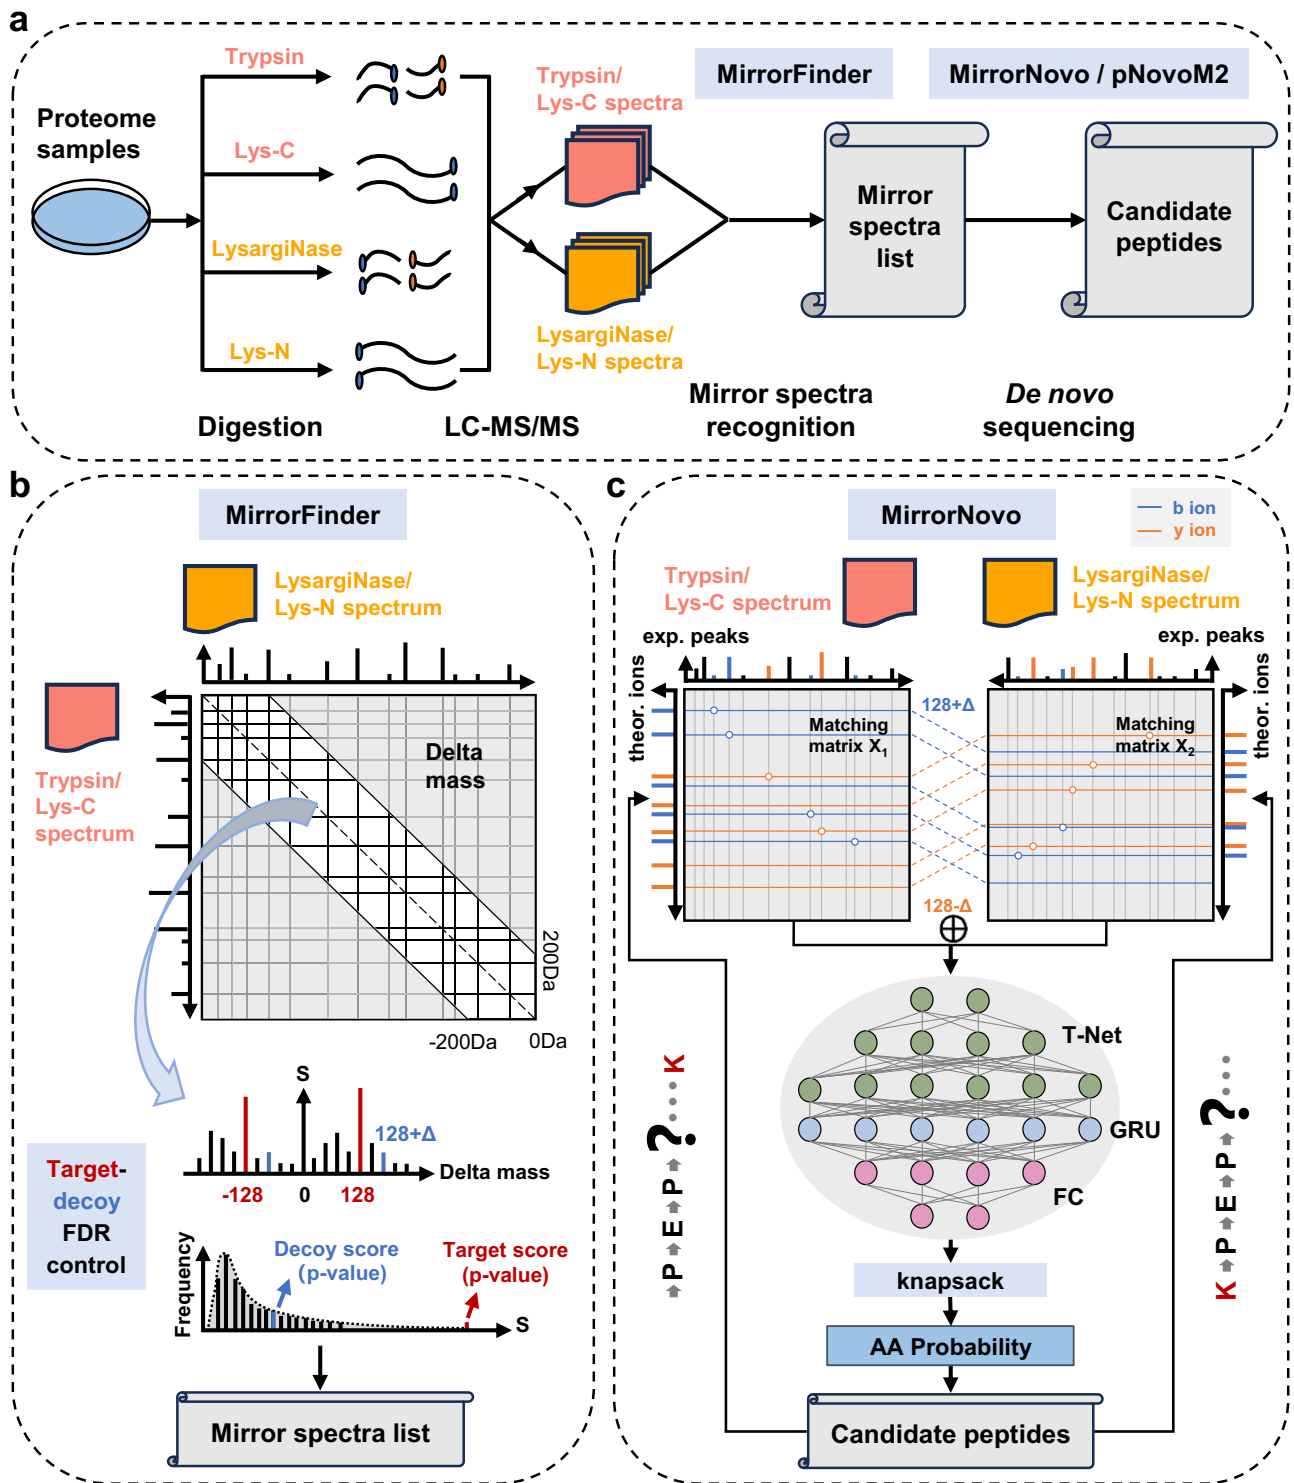 a
Proteome
samples
Trypsin
Lys-C
LysargiNase
Lys-N
Trypsin/
Lys-C spectra
LysargiNase/
Lys-N spectra
MirrorFinder
MirrorNovo / pNovoM2
Mirror
spectra
list
Candidate
peptides
Digestion
LC-MS/MS
Mirror spectra
recognition
De novo
sequencing
b
MirrorFinder
LysargiNase/
Lys-N spectrum
Trypsin/
Lys-C
spectrum
Delta
mass
200Da
-200Da
0Da
S
128+Δ
Delta mass
-128
0
128
Target-
decoy
FDR
control
Frequency
Decoy score
(p-value)
Target score
(p-value)
S
Mirror spectra list
c
MirrorNovo
b ion
y ion
Trypsin/
Lys-C spectrum
LysargiNase/
Lys-N spectrum
exp. peaks
exp. peaks
theor. ions
theor. ions
Matching
matrix X1
128+Δ
Matching
matrix X2
128-Δ
T-Net
GRU
FC
P E P ? .... K
K P E P ? ....
knapsack
AA Probability
Candidate peptides